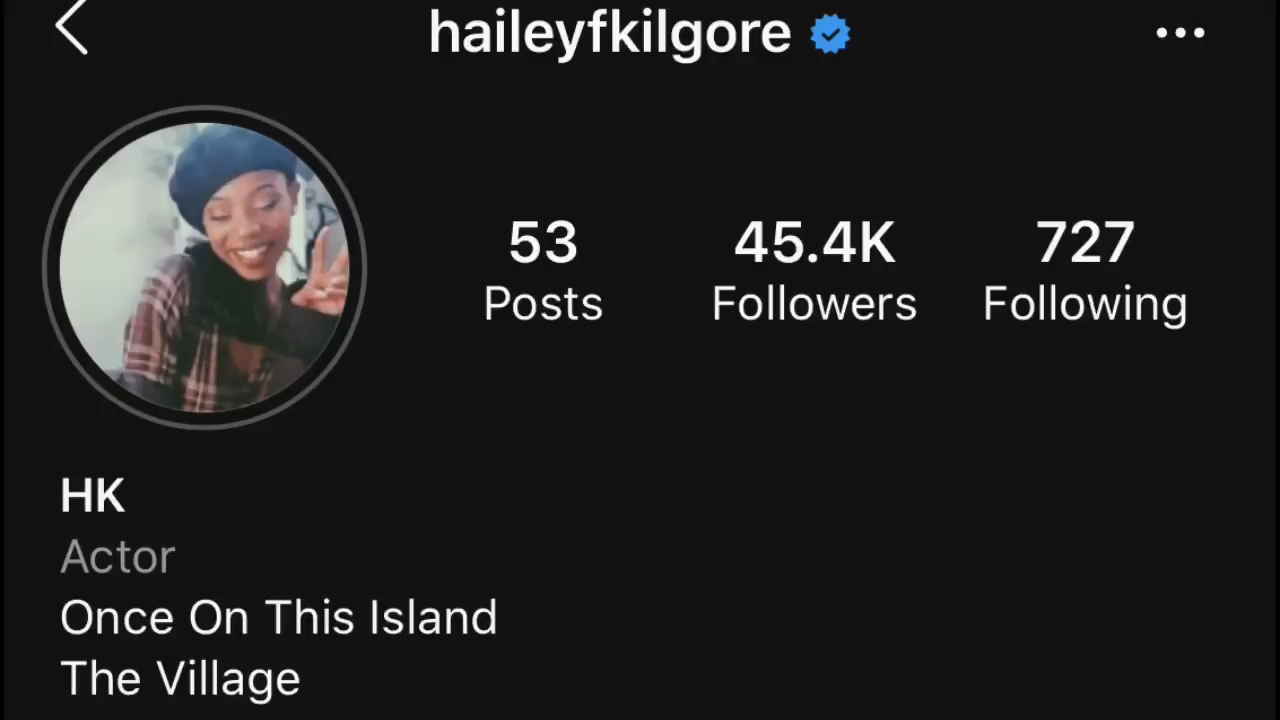 haileyfkilgore
53 45.4K 727
Posts Followers Following
HK
Actor
Once On This Island
The Village